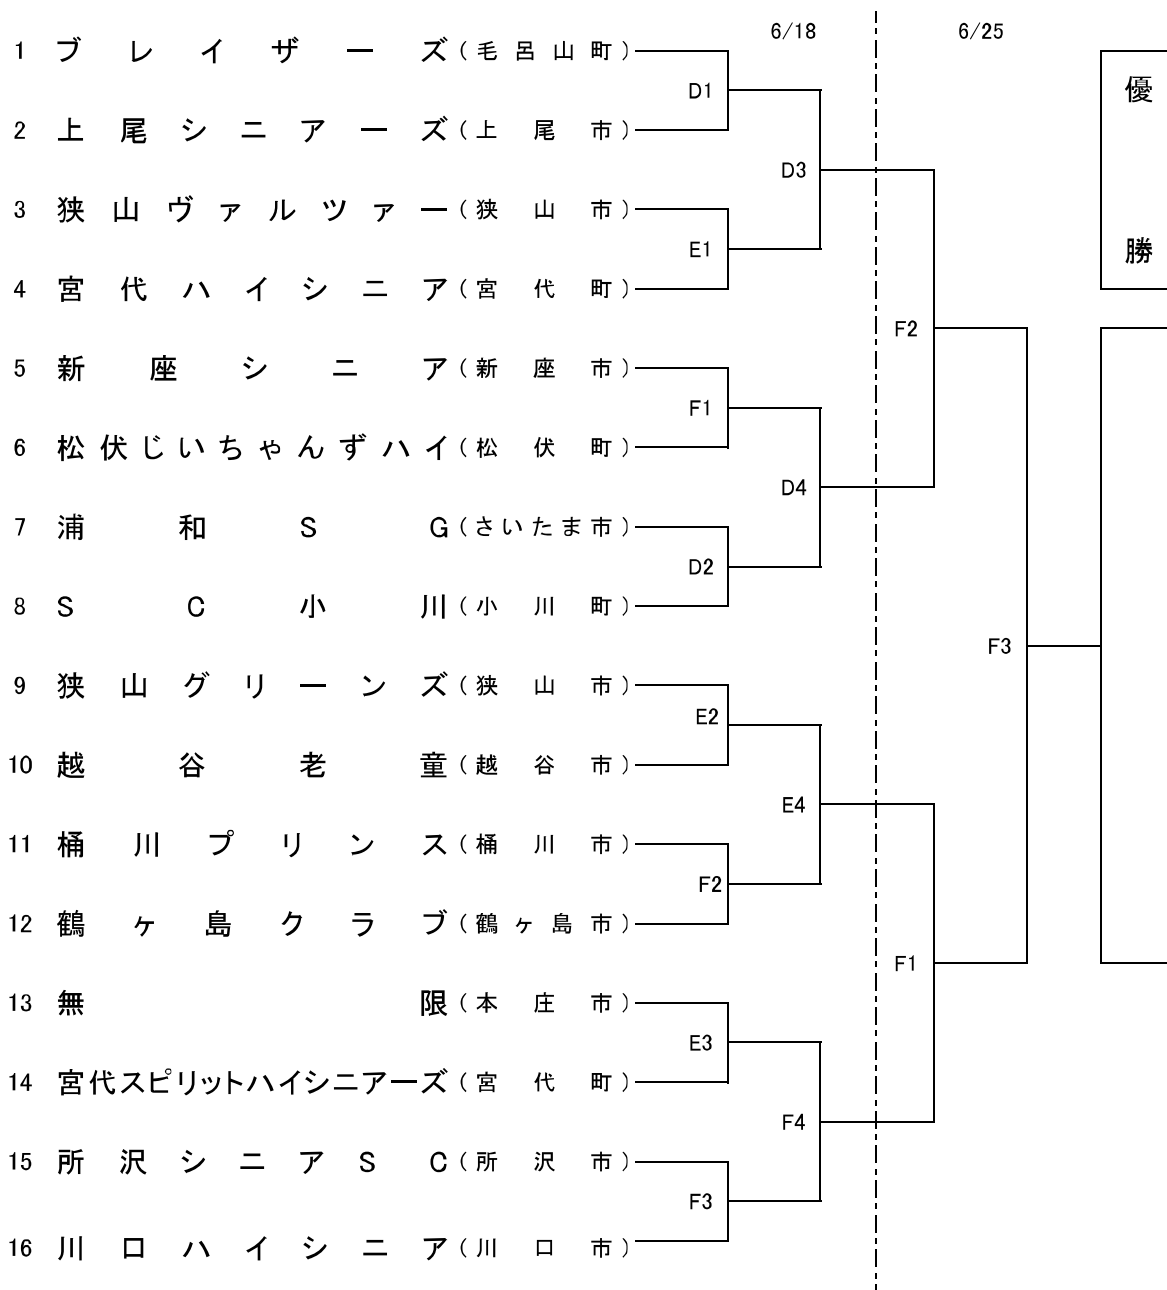 6/18 6/25
1 ブレイザーズ(毛呂山町)
優
D1
2 上尾シニアーズ(上尾市)
D3
3 狭山ヴァルツァー(狭山市)
E1
勝
4 宮代ハイシニア(宮代町)
F2
5 新座シニア(新座市)
F1
6 松伏じいちゃんずハイ(松伏町)
D4
7 浦和SG(さいたま市)
D2
8 SC小川(小川町)
F3
9 狭山グリーンズ(狭山市)
E2
10 越谷老童(越谷市)
E4
11 桶川プリンス(桶川市)
F2
12 鶴ヶ島クラブ(鶴ヶ島市)
F1
13 無限(本庄市)
E3
14 宮代スピリットハイシニアーズ(宮代町)
F4
15 所沢シニアSC(所沢市)
F3
16 川口ハイシニア(川口市)